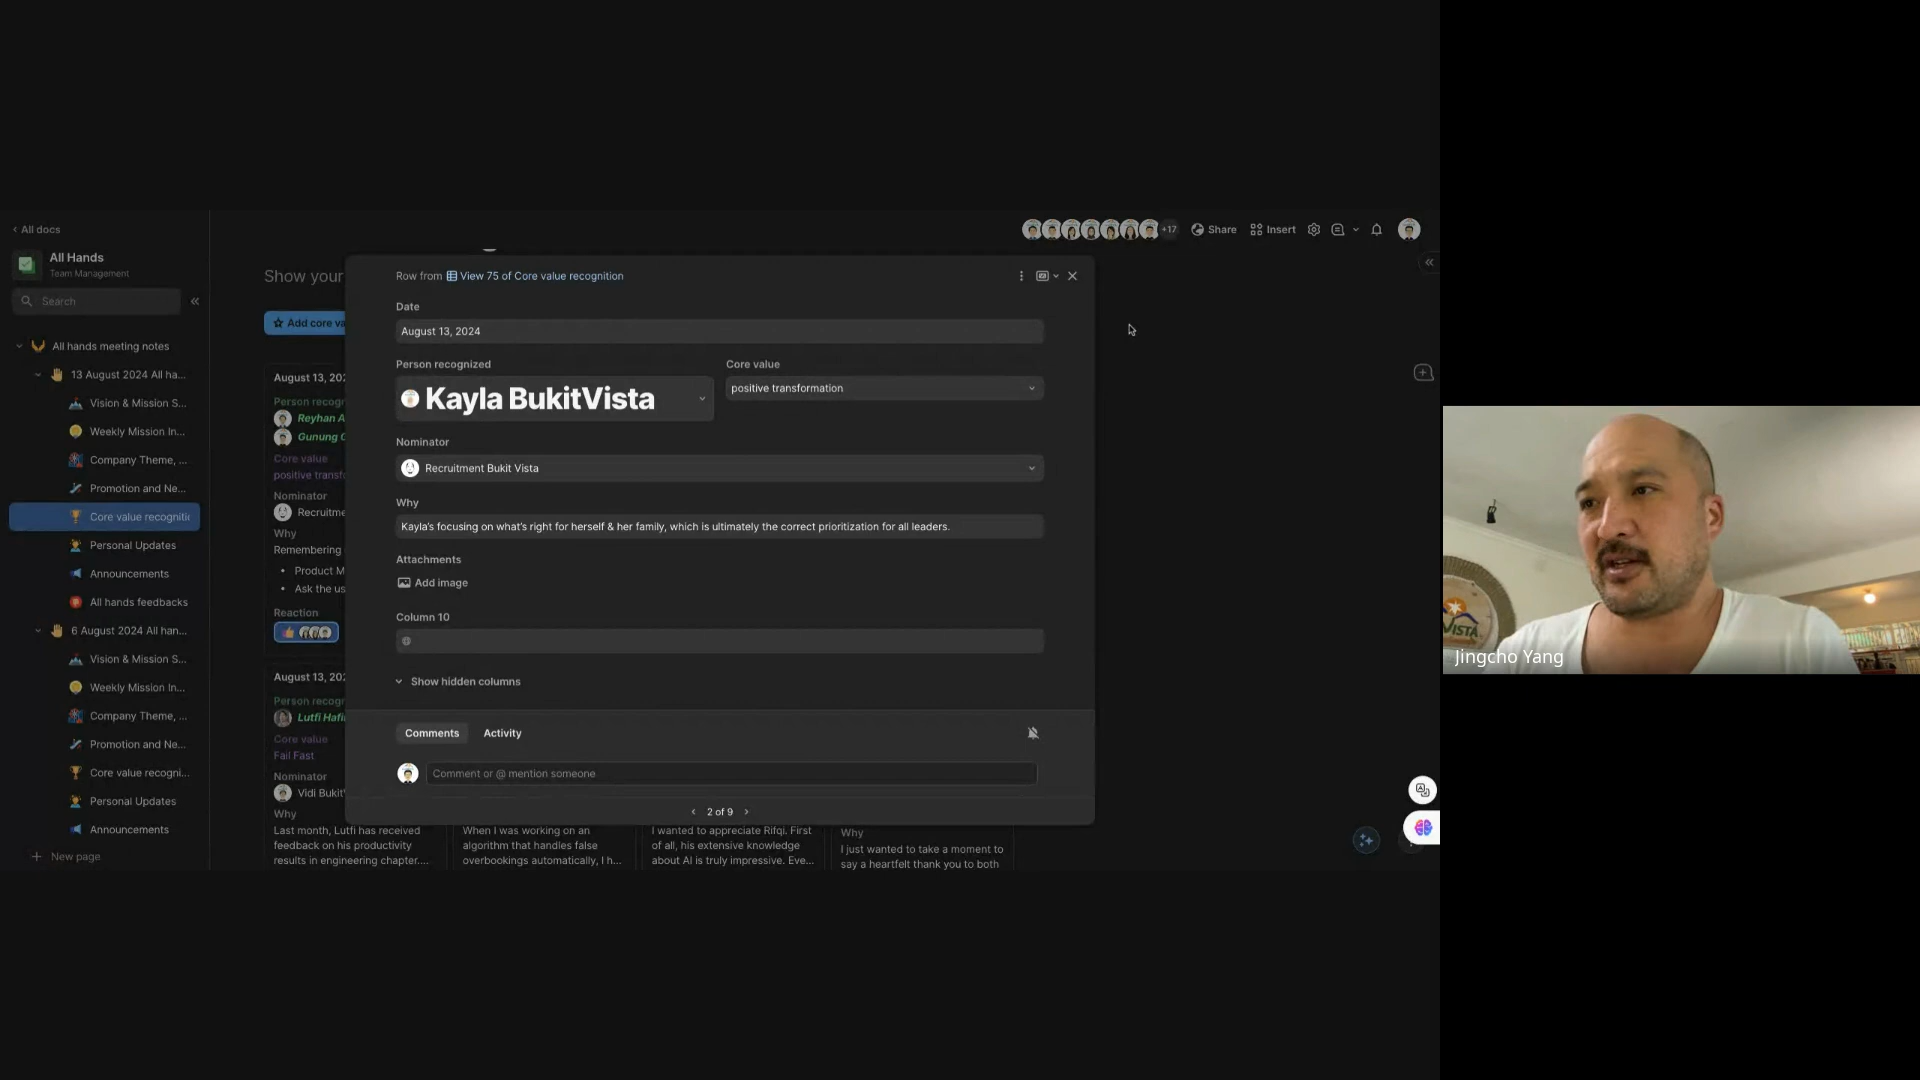 All docs
All Hands
Team Management
Search
All hands meeting notes
13 August 2024 All ha...
Vision & Mission S...
Weekly Mission In...
Company Theme, ...
Promotion and Ne...
Core value recogniti
Personal Updates
Announcements
All hands feedbacks
6 August 2024 All han...
Vision & Mission S...
Weekly Mission In...
Company Theme, ...
Promotion and Ne...
Core value recogni...
Personal Updates
Announcements
New page
+17
Share
Insert
Show your
Add core va
August 13, 202
Person recogn
Reyhan A
Gunung G
Core value
positive transfo
Nominator
Recruitme
Why
Remembering
• Product M
• Ask the us
Reaction
August 13, 202
Person recogn
Lutfi Hafi
Core value
Fail Fast
Nominator
Vidi Bukit
Why
Last month, Lutfi has received
feedback on his productivity
results in engineering chapter....
When I was working on an
algorithm that handles false
overbookings automatically, I h...
I wanted to appreciate Rifqi. First
of all, his extensive knowledge
about AI is truly impressive. Eve...
Why
I just wanted to take a moment to
say a heartfelt thank you to both
Row from View 75 of Core value recognition
Date
August 13, 2024
Person recognized
Kayla BukitVista
Core value
positive transformation
Nominator
Recruitment Bukit Vista
Why
Kayla's focusing on what's right for herself & her family, which is ultimately the correct prioritization for all leaders.
Attachments
Add image
Column 10
@
Show hidden columns
Comments
Activity
Comment or @ mention someone
2 of 9
VISTA
Jingcho Yang